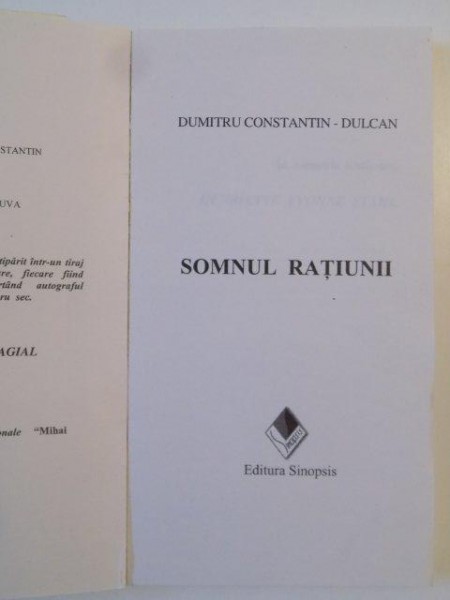 STANTIN
UVA
tipărit într-un tiraj
are, fiecare fiind
rtând autograful
ru sec.
AGIAL
onale "Mihai
DUMITRU CONSTANTIN - DULCAN
SOMNUL RAȚIUNII
Editura Sinopsis